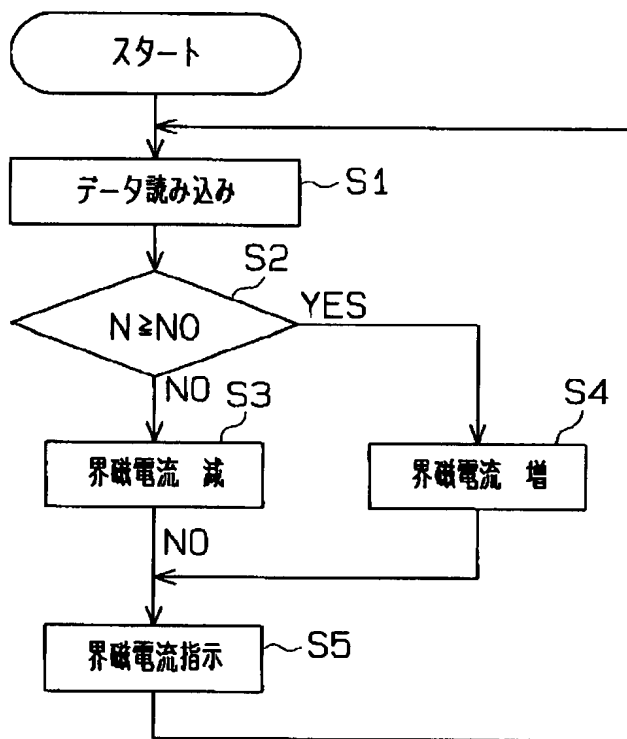 スタート
データ読み込み
S1
S2
N≧NO
YES
NO
S3
S4
界磁電流 減
界磁電流 増
NO
界磁電流指示
S5